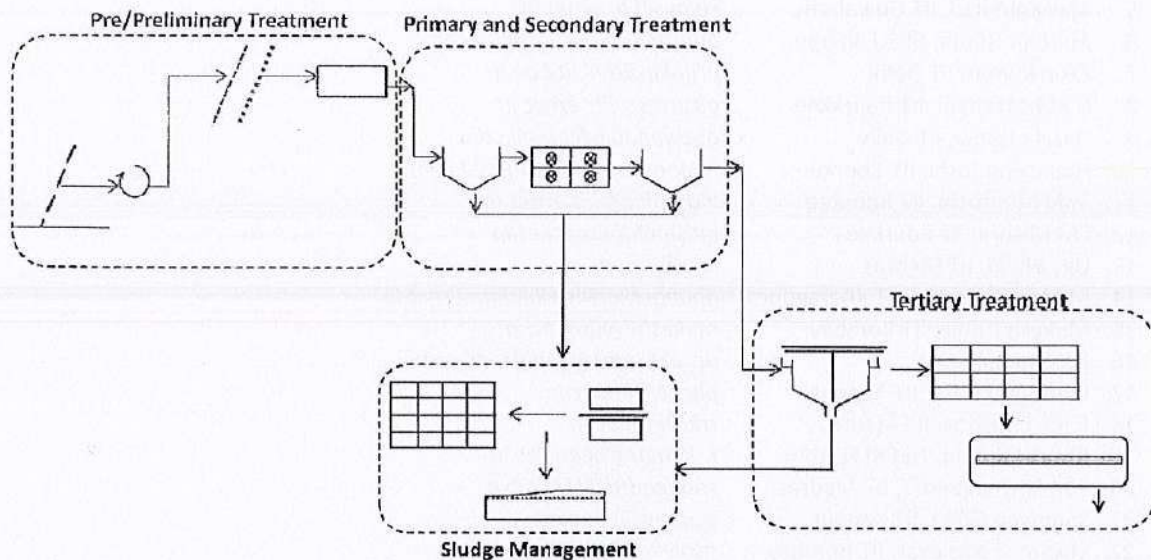 Pre/Preliminary Treatment
Primary and Secondary Treatment
Tertiary Treatment
Sludge Management